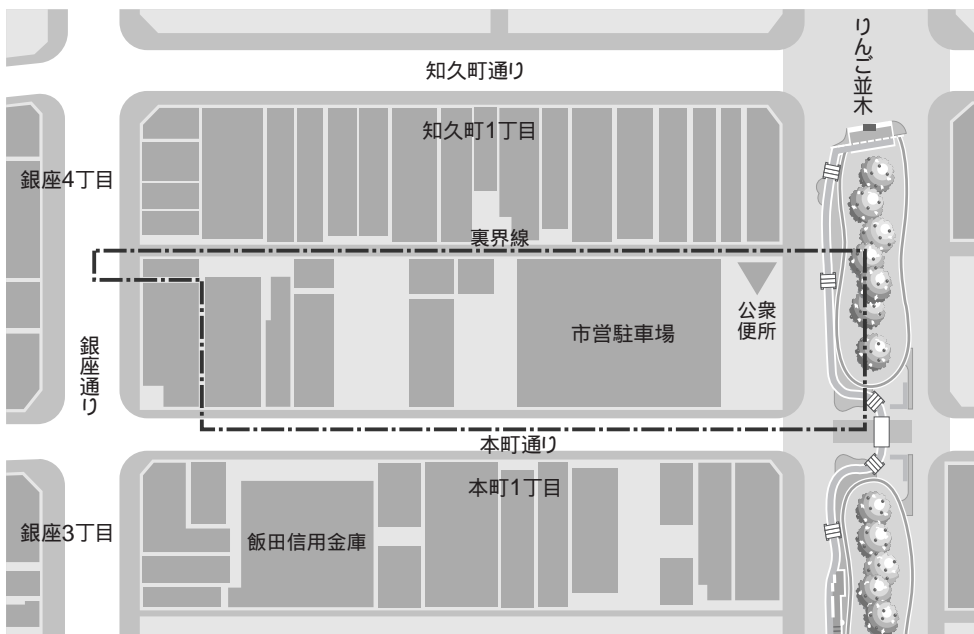 りんご並木
知久町通り
知久町1丁目
銀座4丁目
裏界線
公衆
便所
市営駐車場
銀座通り
本町通り
本町1丁目
銀座3丁目
飯田信用金庫